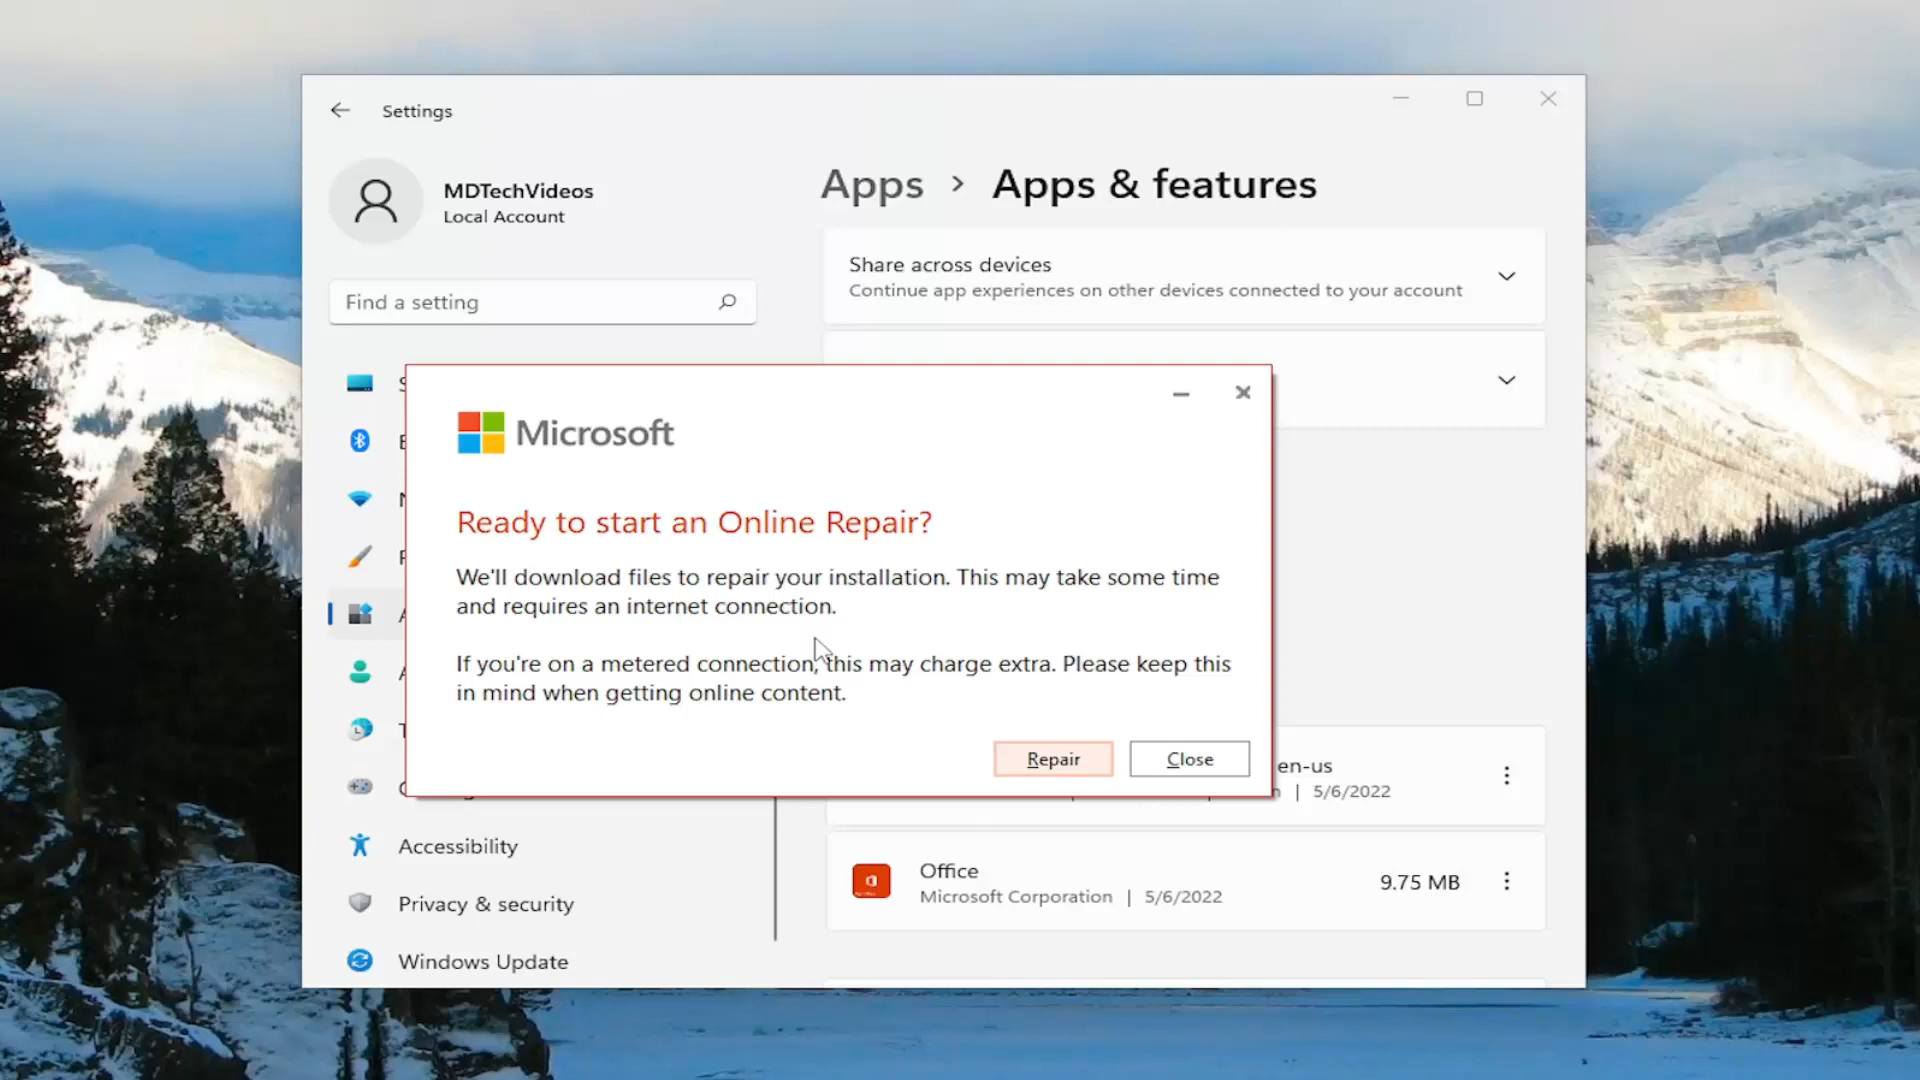 Settings
MDTechVideos
Local Account
Find a setting
Accessibility
Privacy & security
Windows Update
Apps > Apps & features
Share across devices
Continue app experiences on other devices connected to your account
Microsoft
Ready to start an Online Repair?
We'll download files to repair your installation. This may take some time
and requires an internet connection.
If you're on a metered connection, this may charge extra. Please keep this
in mind when getting online content.
Repair
Close
en-us
| 5/6/2022
Office
Microsoft Corporation | 5/6/2022
9.75 MB